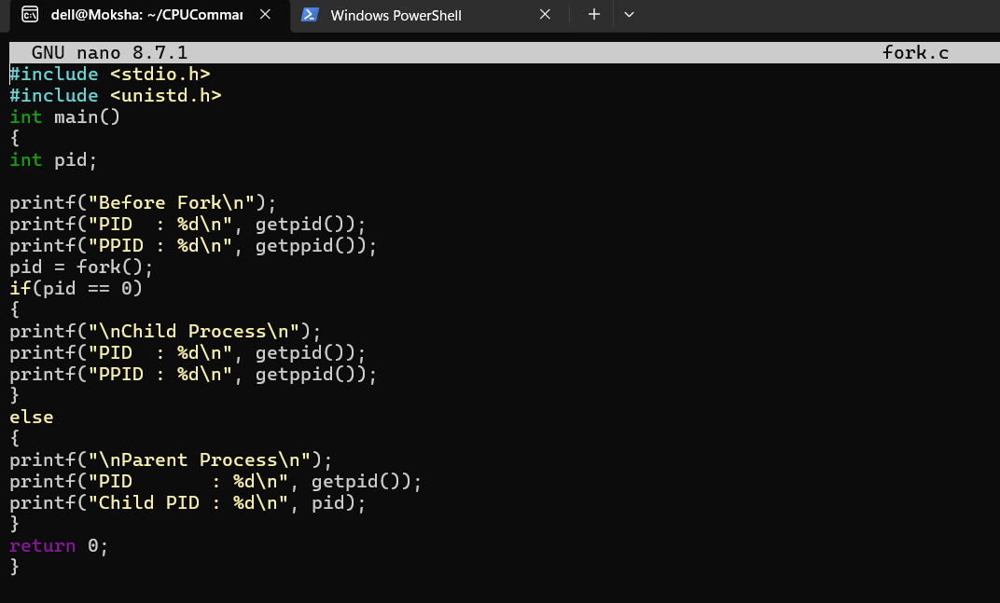 dell@Moksha: ~/CPUCommar
Windows PowerShell
GNU nano 8.7.1 fork.c
#include <stdio.h>
#include <unistd.h>
int main()
{
int pid;
printf("Before Fork\n");
printf("PID  : %d\n", getpid());
printf("PPID : %d\n", getppid());
pid = fork();
if(pid == 0)
{
printf("\nChild Process\n");
printf("PID  : %d\n", getpid());
printf("PPID : %d\n", getppid());
}
else
{
printf("\nParent Process\n");
printf("PID       : %d\n", getpid());
printf("Child PID : %d\n", pid);
}
return 0;
}